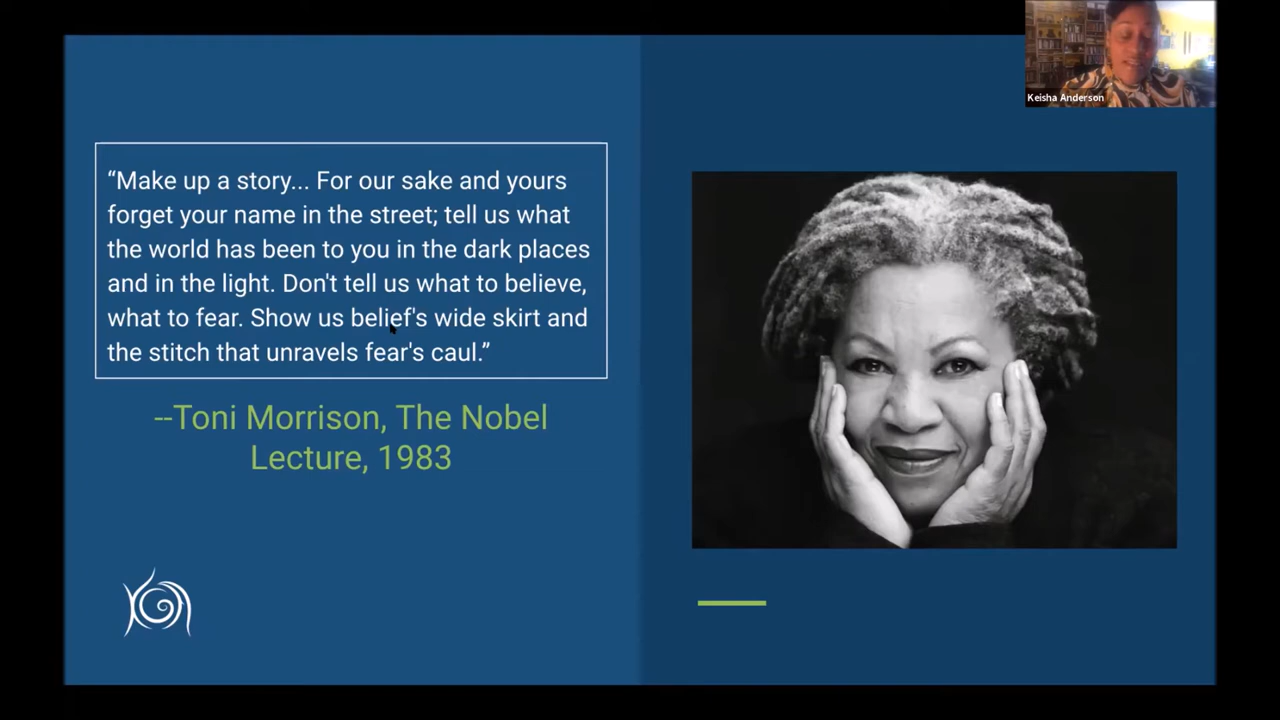 Keisha Anderson
“Make up a story... For our sake and yours
forget your name in the street; tell us what
the world has been to you in the dark places
and in the light. Don't tell us what to believe,
what to fear. Show us belief's wide skirt and
the stitch that unravels fear's caul.”
--Toni Morrison, The Nobel
Lecture, 1983